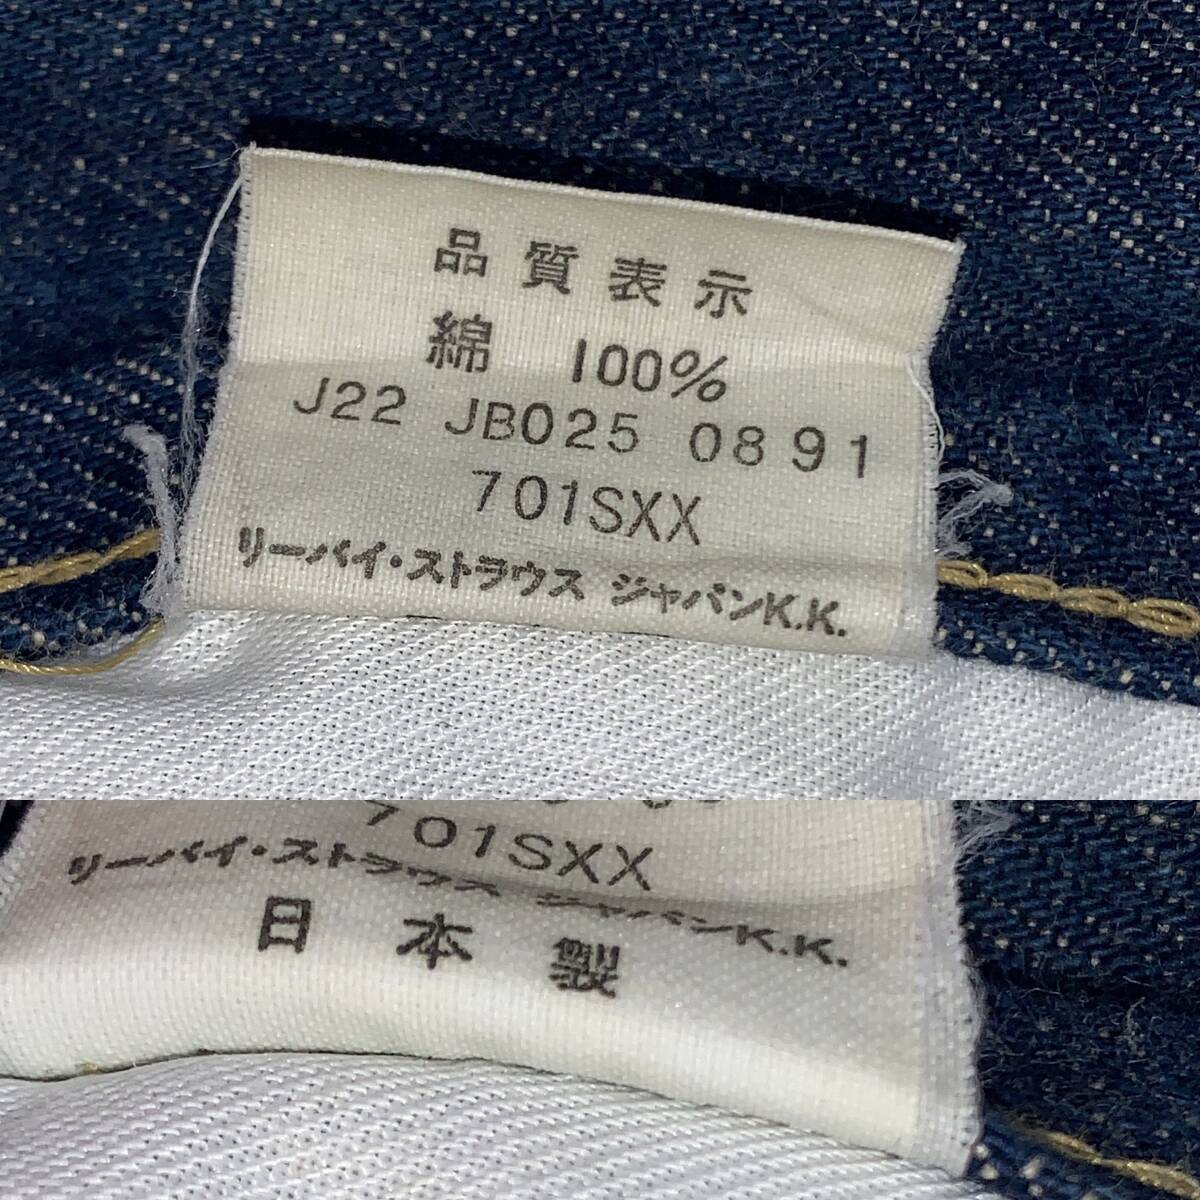 品質表示
綿 100%
J22 JB025 0891
701SXX
リーバイ・ストラウス ジャパンK.K.
701SXX
リーバイ・ストラウス ジャパンK.K.
日本製